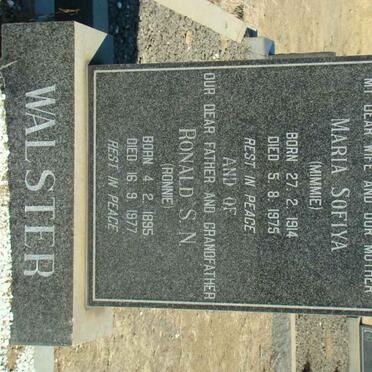 MY DEAR WIFE AND OUR MOTHER
MARIA SOFIYA
(MIMMIE)
BORN 27. 2. 1914
DIED 5. 8. 1975
REST IN PEACE
AND OF
OUR DEAR FATHER AND GRANDFATHER
RONALD S. N.
(RONNIE)
BORN 4. 2. 1895
DIED 16. 9. 1977.
REST IN PEACE
WALSTER